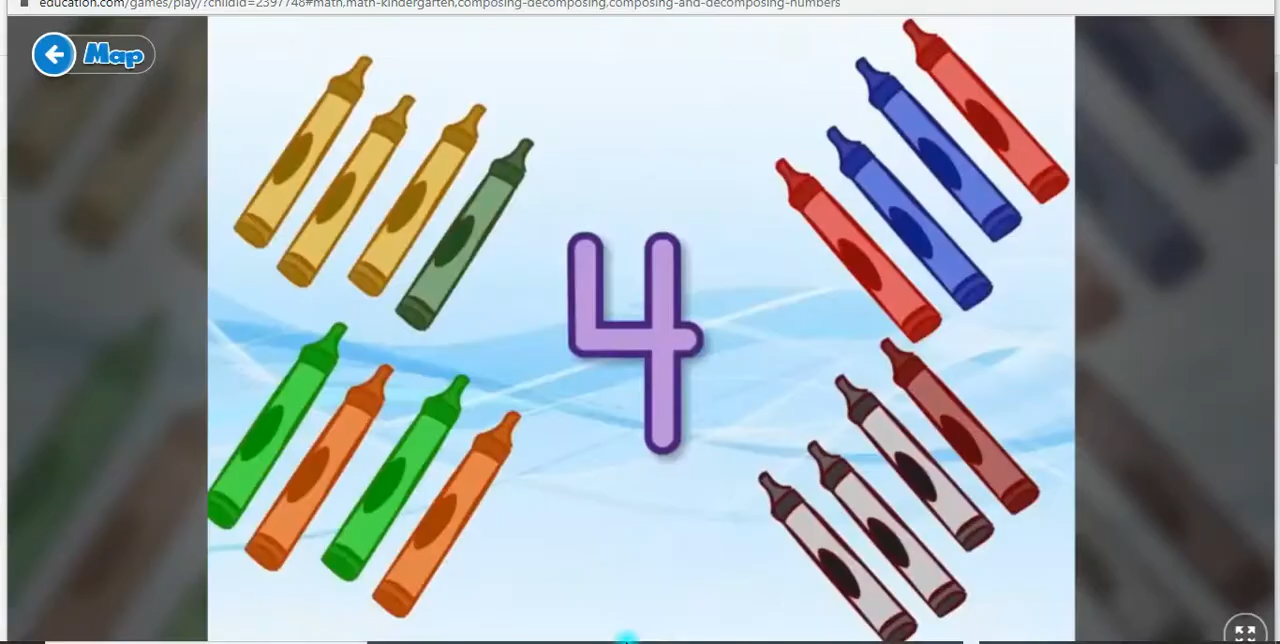 education.com/games/play/?childId=2397748#math,math-kindergarten,composing-decomposing,composing-and-decomposing-numbers
Map
4